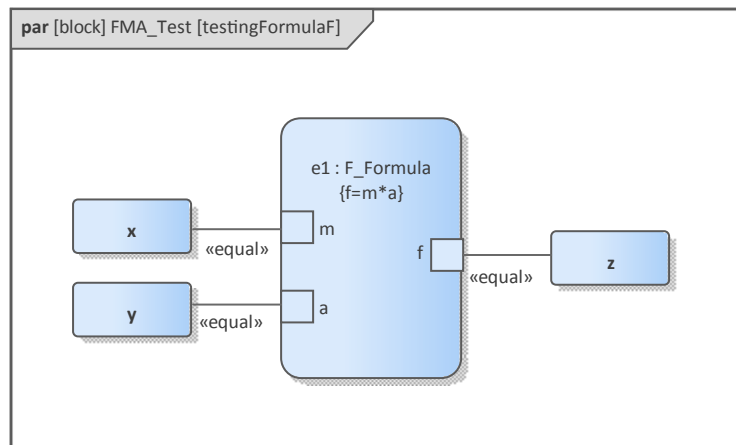 par [block] FMA_Test [testingFormulaF]
e1 : F_Formula
{f=m*a}
x
«equal»
m
f
«equal»
z
y
«equal»
a